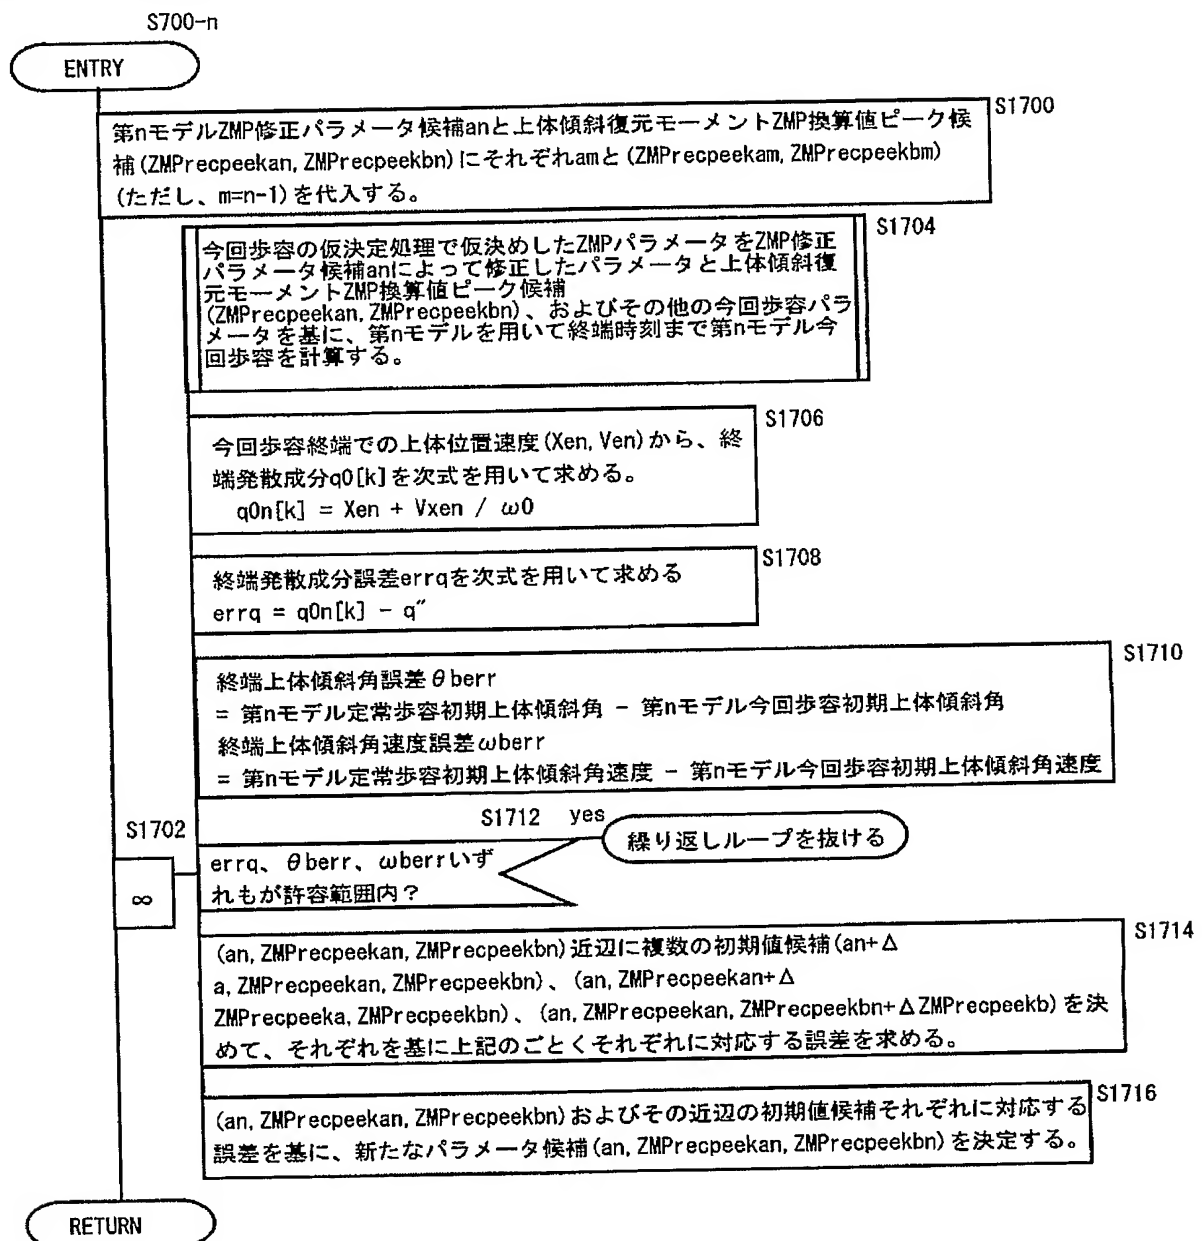 S700-n
ENTRY
S1700
第nモデルZMP修正パラメータ候補anと上体傾斜復元モーメントZMP換算値ピーク候
補(ZMPrecpeekan, ZMPrecpeekbn)にそれぞれamと(ZMPrecpeekam, ZMPrecpeekbm)
(ただし、m=n-1)を代入する。
S1704
今回歩容の仮決定処理で仮決めしたZMPパラメータをZMP修正
パラメータ候補anによって修正したパラメータと上体傾斜復
元モーメントZMP換算値ピーク候補
(ZMPrecpeekan, ZMPrecpeekbn)、およびその他の今回歩容パラ
メータを基に、第nモデルを用いて終端時刻まで第nモデル今
回歩容を計算する。
S1706
今回歩容終端での上体位置速度(Xen, Ven)から、終
端発散成分q0[k]を次式を用いて求める。
q0n[k] = Xen + Vxen / ω0
S1708
終端発散成分誤差errqを次式を用いて求める
errq = q0n[k] - q″
S1710
終端上体傾斜角誤差θberr
= 第nモデル定常歩容初期上体傾斜角 - 第nモデル今回歩容初期上体傾斜角
終端上体傾斜角速度誤差ωberr
= 第nモデル定常歩容初期上体傾斜角速度 - 第nモデル今回歩容初期上体傾斜角速度
S1702
∞
S1712 yes
繰り返しループを抜ける
errq、θberr、ωberrいず
れもが許容範囲内？
S1714
(an, ZMPrecpeekan, ZMPrecpeekbn)近辺に複数の初期値候補(an+Δ
a, ZMPrecpeekan, ZMPrecpeekbn)、(an, ZMPrecpeekan+Δ
ZMPrecpeeka, ZMPrecpeekbn)、(an, ZMPrecpeekan, ZMPrecpeekbn+ΔZMPrecpeekb)を決
めて、それぞれを基に上記のごとくそれぞれに対応する誤差を求める。
S1716
(an, ZMPrecpeekan, ZMPrecpeekbn)およびその近辺の初期値候補それぞれに対応する
誤差を基に、新たなパラメータ候補(an, ZMPrecpeekan, ZMPrecpeekbn)を決定する。
RETURN